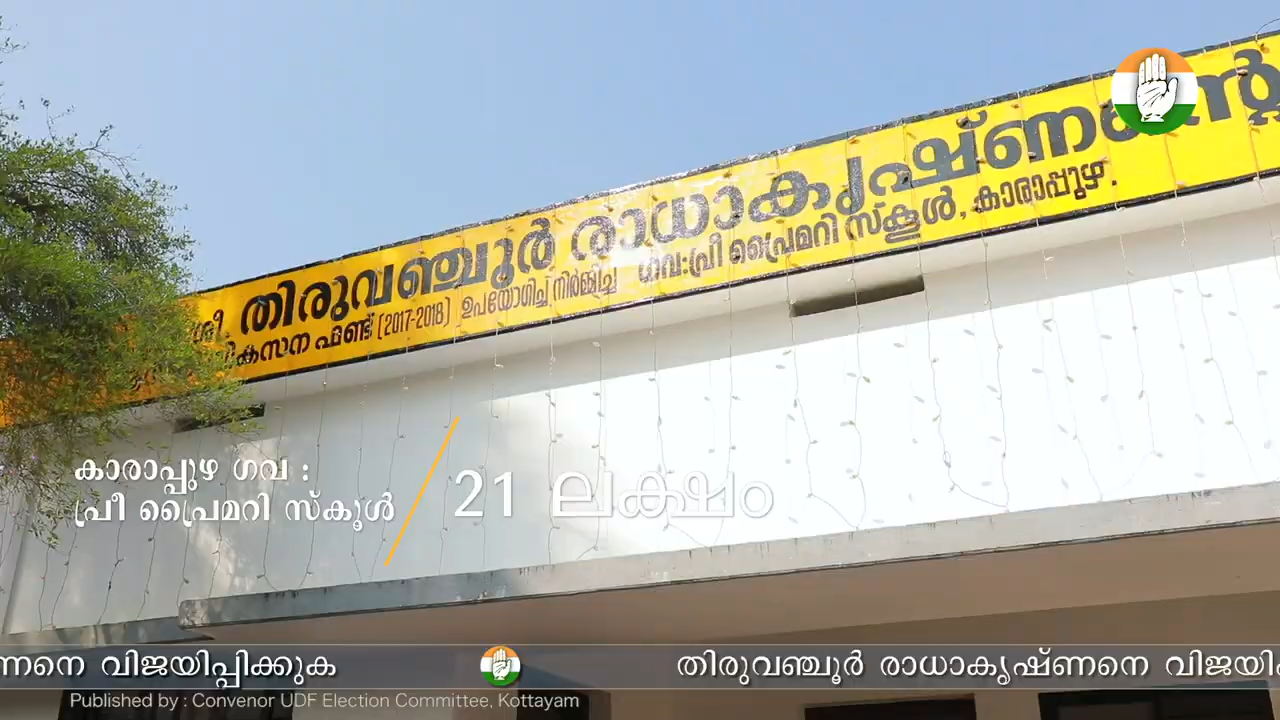 ശ്രീ. തിരുവഞ്ചൂർ രാധാകൃഷ്ണന്റെ
വികസന ഫണ്ട് (2017-2018) ഉപയോഗിച്ച് നിർമ്മിച്ച ഗവ:പ്രീ പ്രൈമറി സ്കൂൾ, കാരാപ്പുഴ.
കാരാപ്പുഴ ഗവ :
പ്രീ പ്രൈമറി സ്കൂൾ
21 ലക്ഷം
ണനെ വിജയിപ്പിക്കുക തിരുവഞ്ചൂർ രാധാകൃഷ്ണനെ വിജയി
Published by : Convenor UDF Election Committee, Kottayam